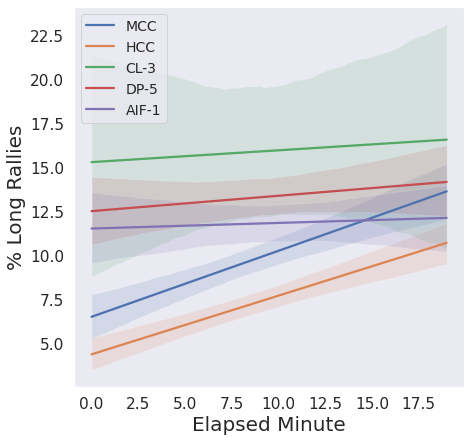 MCC
HCC
CL-3
DP-5
AIF-1
% Long Rallies
22.5
20.0
17.5
15.0
12.5
10.0
7.5
5.0
0.0 2.5 5.0 7.5 10.0 12.5 15.0 17.5
Elapsed Minute